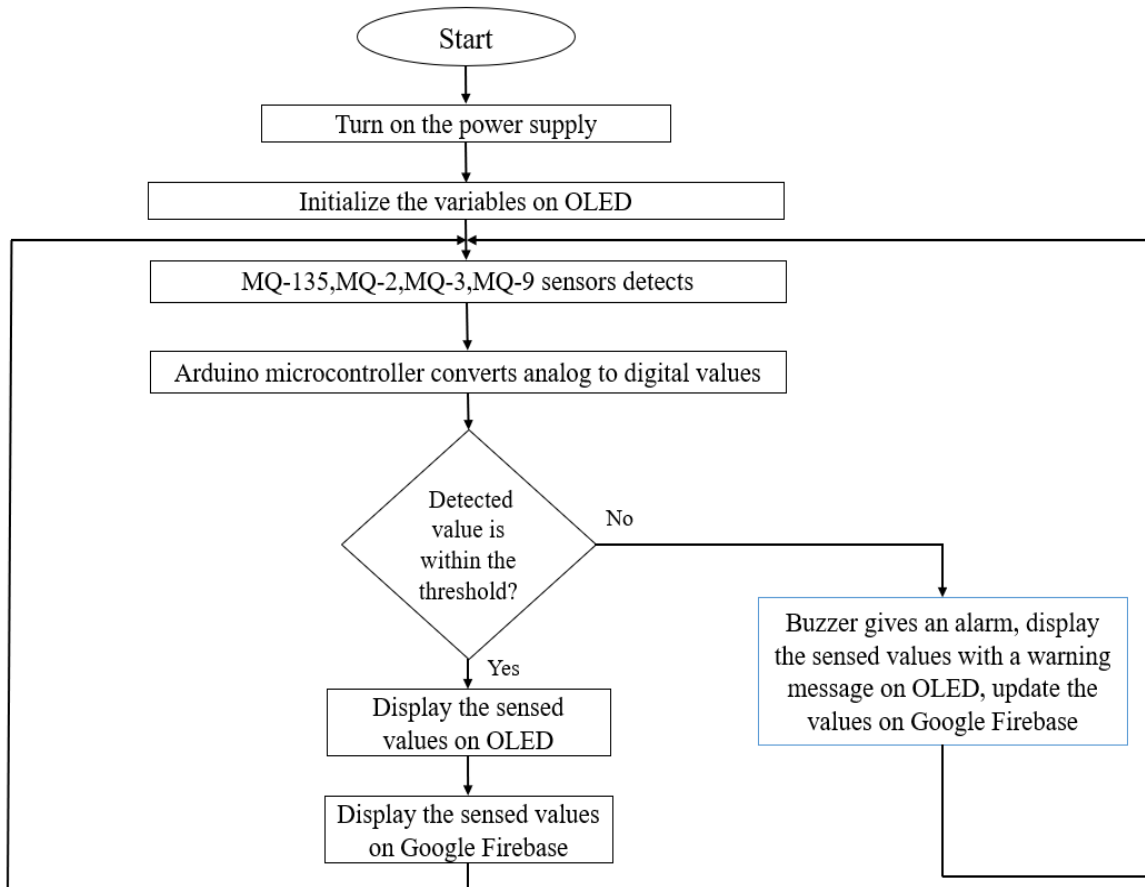 Start
Turn on the power supply
Initialize the variables on OLED
MQ-135,MQ-2,MQ-3,MQ-9 sensors detects
Arduino microcontroller converts analog to digital values
Detected
value is
within the
threshold?
No
Buzzer gives an alarm, display
the sensed values with a warning
message on OLED, update the
values on Google Firebase
Yes
Display the sensed
values on OLED
Display the sensed values
on Google Firebase